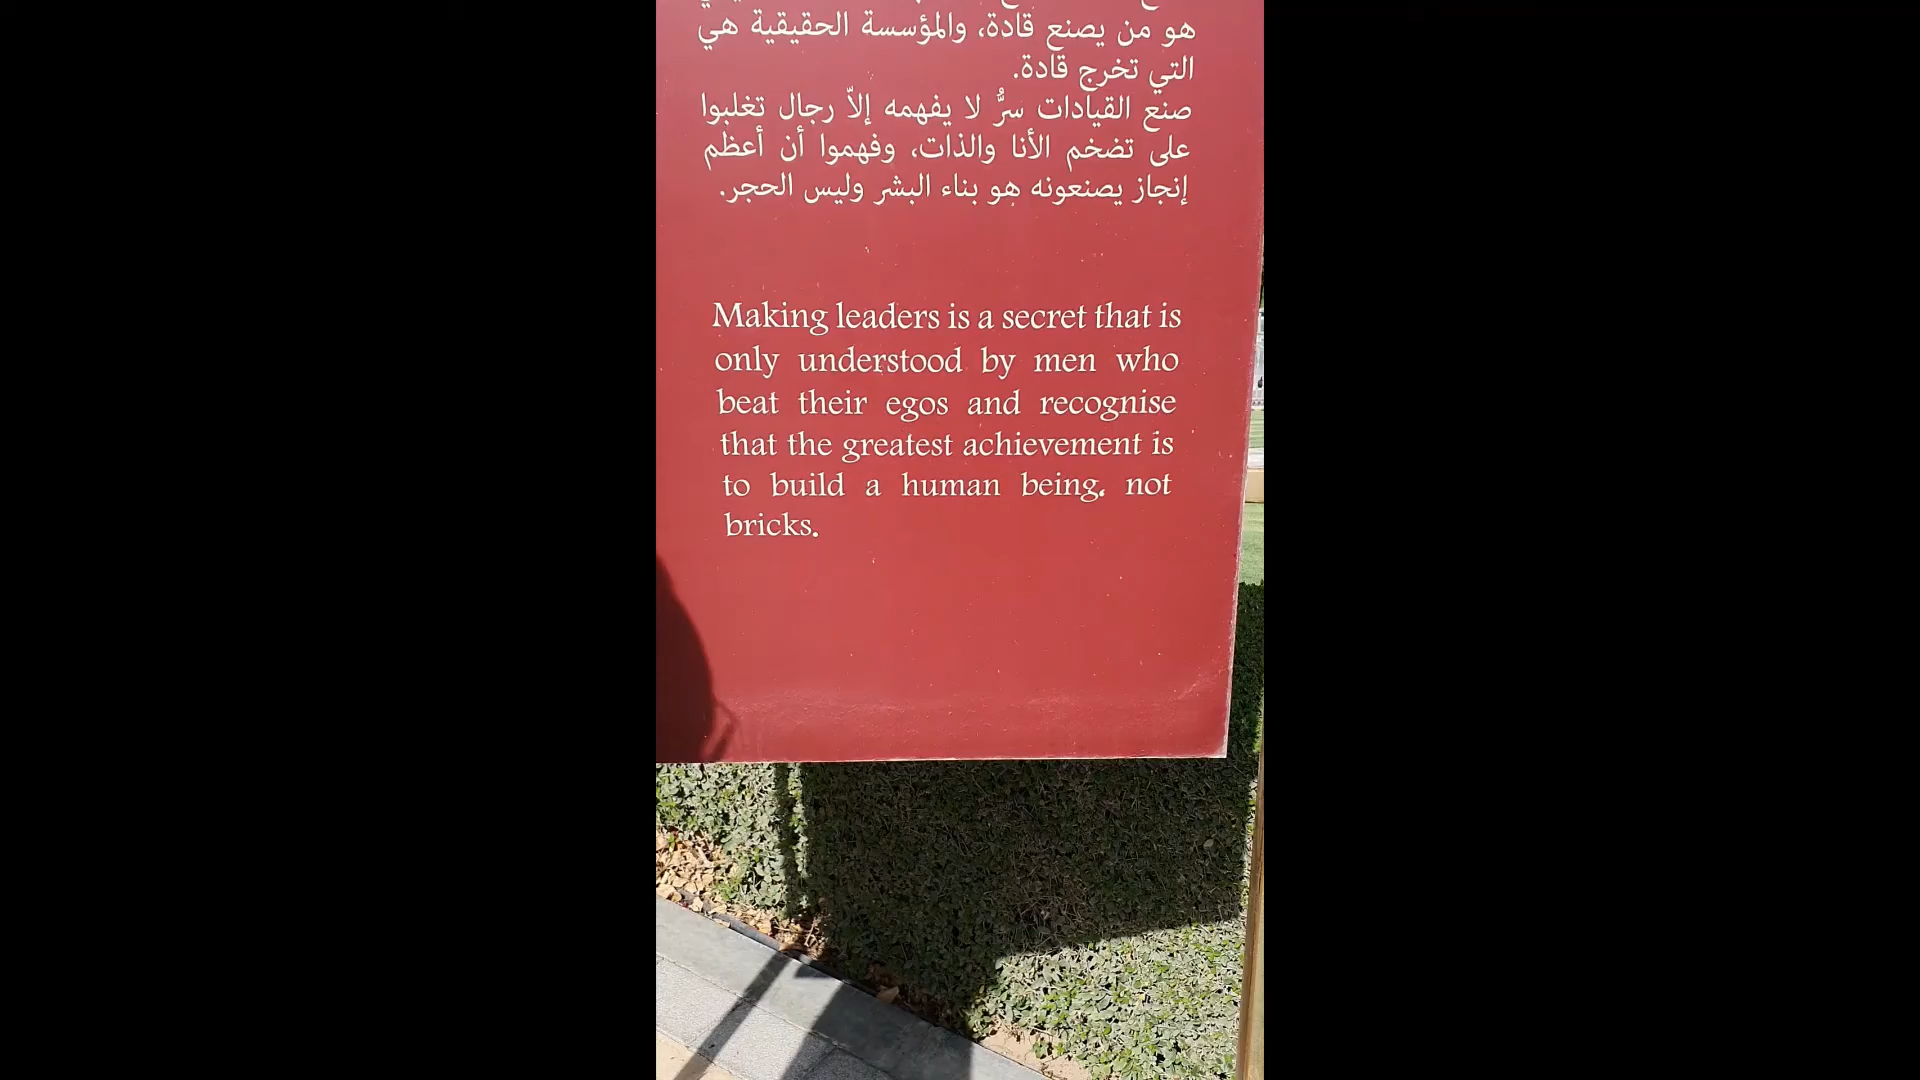 هو من يصنع قادة، والمؤسسة الحقيقية هي
التي تخرج قادة.
صنع القيادات سرٌّ لا يفهمه إلاّ رجال تغلبوا
على تضخم الأنا والذات، وفهموا أن أعظم
إنجاز يصنعونه هو بناء البشر وليس الحجر.
Making leaders is a secret that is
only understood by men who
beat their egos and recognise
that the greatest achievement is
to build a human being, not
bricks.